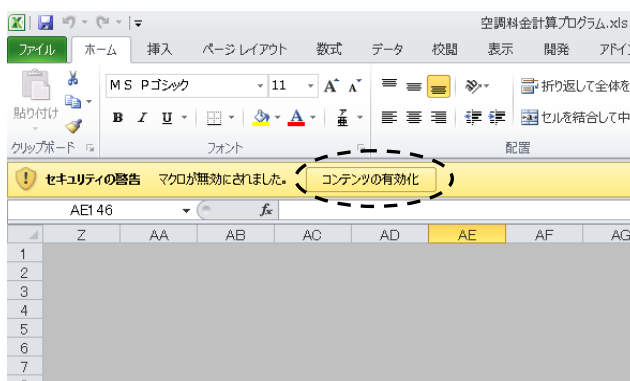 空調料金計算プログラム.xls
ファイル ホーム 挿入 ページ レイアウト 数式 データ 校閲 表示 開発
MS Pゴシック 11 A A 折り返して全体を
貼り付け B I U A セルを結合して中
クリップボード フォント 配置
セキュリティの警告 マクロが無効にされました。 コンテンツの有効化
AE146 fx
Z AA AB AC AD AE AF AG
1
2
3
4
5
6
7